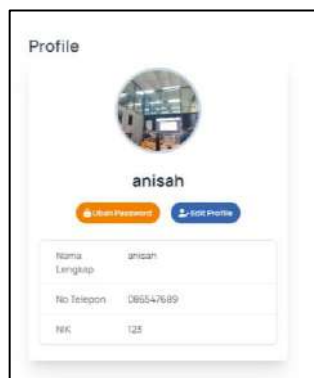 Profile
anisah
Ubah Password Edit Profile
Nama Lengkap anisah
No Telepon 086547689
NIK 123